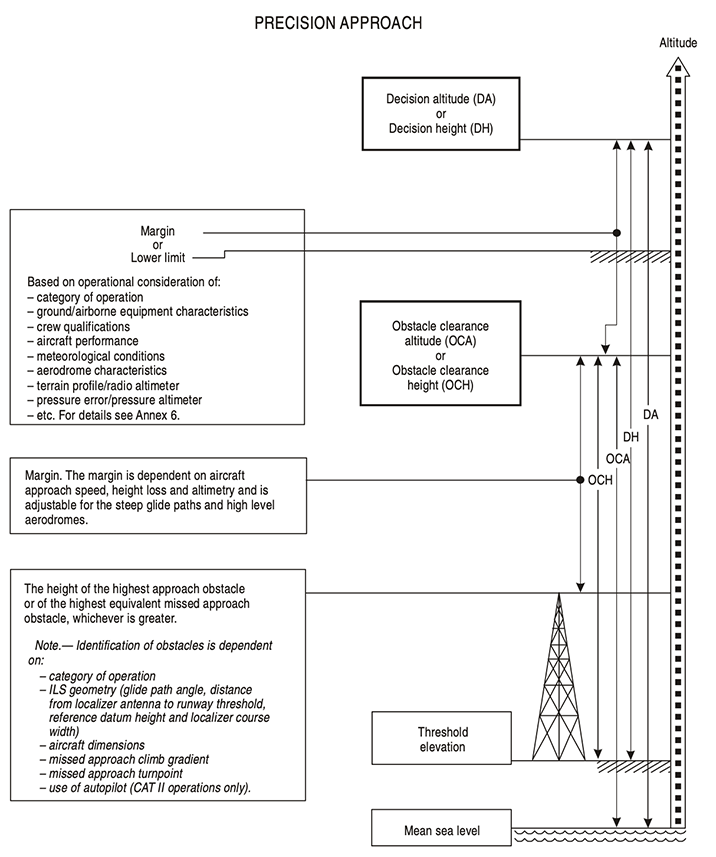 PRECISION APPROACH
Altitude
Decision altitude (DA)
or
Decision height (DH)
Margin
or
Lower limit
Based on operational consideration of:
– category of operation
– ground/airborne equipment characteristics
– crew qualifications
– aircraft performance
– meteorological conditions
– aerodrome characteristics
– terrain profile/radio altimeter
– pressure error/pressure altimeter
– etc. For details see Annex 6.
Obstacle clearance
altitude (OCA)
or
Obstacle clearance
height (OCH)
DA
DH
OCA
OCH
Margin. The margin is dependent on aircraft
approach speed, height loss and altimetry and is
adjustable for the steep glide paths and high level
aerodromes.
The height of the highest approach obstacle
or of the highest equivalent missed approach
obstacle, whichever is greater.
Note.— Identification of obstacles is dependent
on:
– category of operation
– ILS geometry (glide path angle, distance
from localizer antenna to runway threshold,
reference datum height and localizer course
width)
– aircraft dimensions
– missed approach climb gradient
– missed approach turnpoint
– use of autopilot (CAT II operations only).
Threshold
elevation
Mean sea level